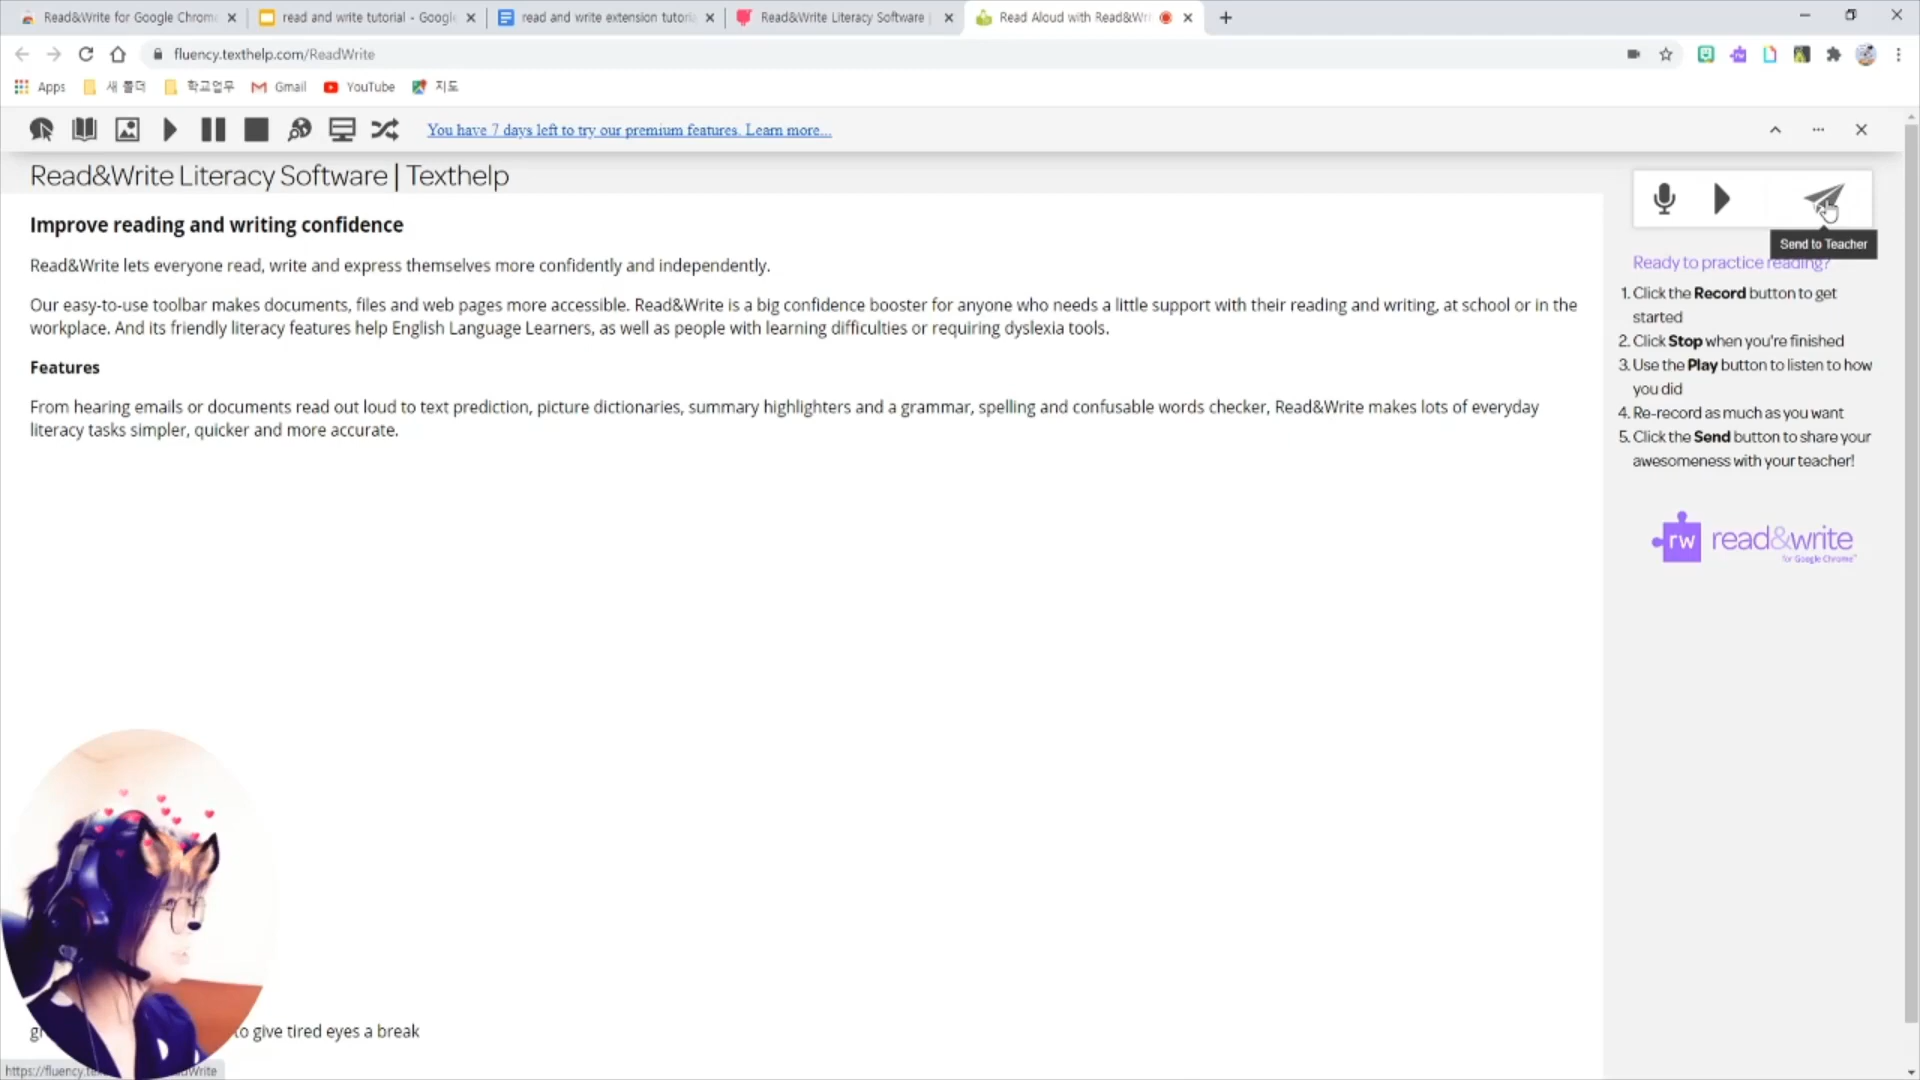 Read&Write for Google Chrom
read and write tutorial - Google
read and write extension tutoria
Read&Write Literacy Software |
Read Aloud with Read&Wri
fluency.texthelp.com/ReadWrite
Apps
새 폴더
학교업무
Gmail
YouTube
지도
You have 7 days left to try our premium features. Learn more...
Read&Write Literacy Software | Texthelp
Improve reading and writing confidence
Read&Write lets everyone read, write and express themselves more confidently and independently.
Our easy-to-use toolbar makes documents, files and web pages more accessible. Read&Write is a big confidence booster for anyone who needs a little support with their reading and writing, at school or in the
workplace. And its friendly literacy features help English Language Learners, as well as people with learning difficulties or requiring dyslexia tools.
Features
From hearing emails or documents read out loud to text prediction, picture dictionaries, summary highlighters and a grammar, spelling and confusable words checker, Read&Write makes lots of everyday
literacy tasks simpler, quicker and more accurate.
to give tired eyes a break
Send to Teacher
Ready to practice reading?
1. Click the Record button to get
started
2. Click Stop when you're finished
3. Use the Play button to listen to how
you did
4. Re-record as much as you want
5. Click the Send button to share your
awesomeness with your teacher!
rw read&write
for Google Chrome™